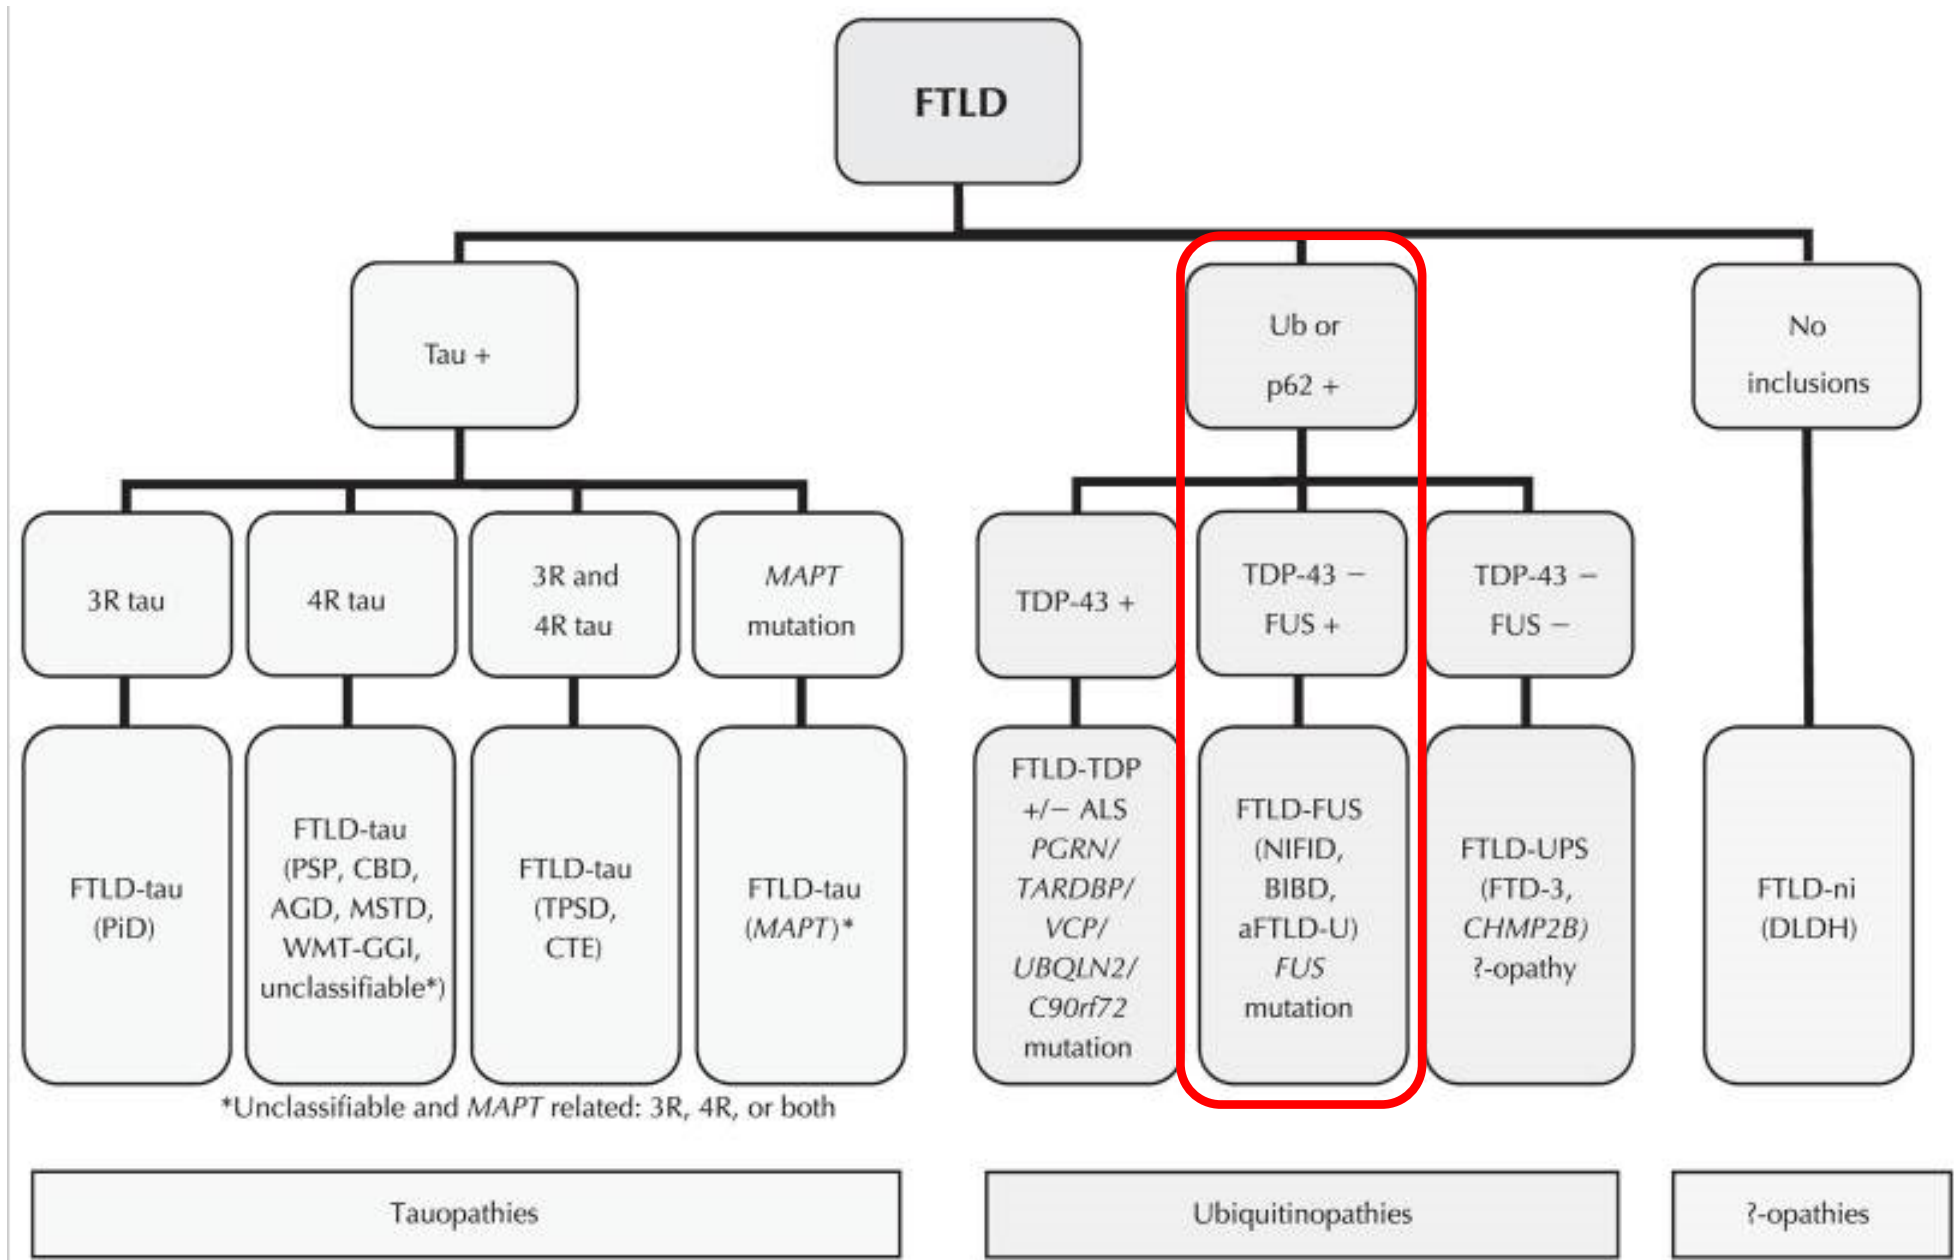 FTLD
Tau +
Ub or
p62 +
No
inclusions
3R tau
4R tau
3R and
4R tau
MAPT
mutation
TDP-43 +
TDP-43 −
FUS +
TDP-43 −
FUS −
FTLD-tau
(PiD)
FTLD-tau
(PSP, CBD,
AGD, MSTD,
WMT-GGI,
unclassifiable*)
FTLD-tau
(TPSD,
CTE)
FTLD-tau
(MAPT)*
FTLD-TDP
+/− ALS
PGRN/
TARDBP/
VCP/
UBQLN2/
C90rf72
mutation
FTLD-FUS
(NIFID,
BIBD,
aFTLD-U)
FUS
mutation
FTLD-UPS
(FTD-3,
CHMP2B)
?-opathy
FTLD-ni
(DLDH)
*Unclassifiable and MAPT related: 3R, 4R, or both
Tauopathies
Ubiquitinopathies
?-opathies